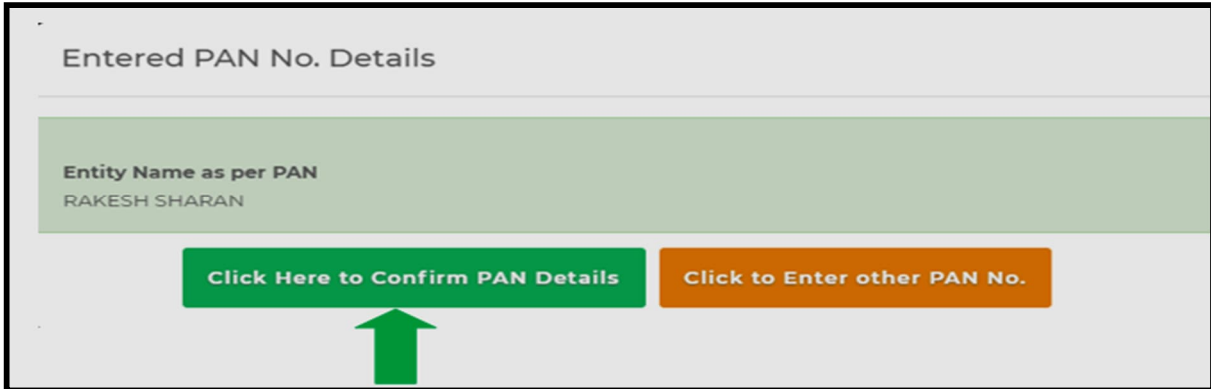 Entered PAN No. Details
Entity Name as per PAN
RAKESH SHARAN
Click Here to Confirm PAN Details
Click to Enter other PAN No.